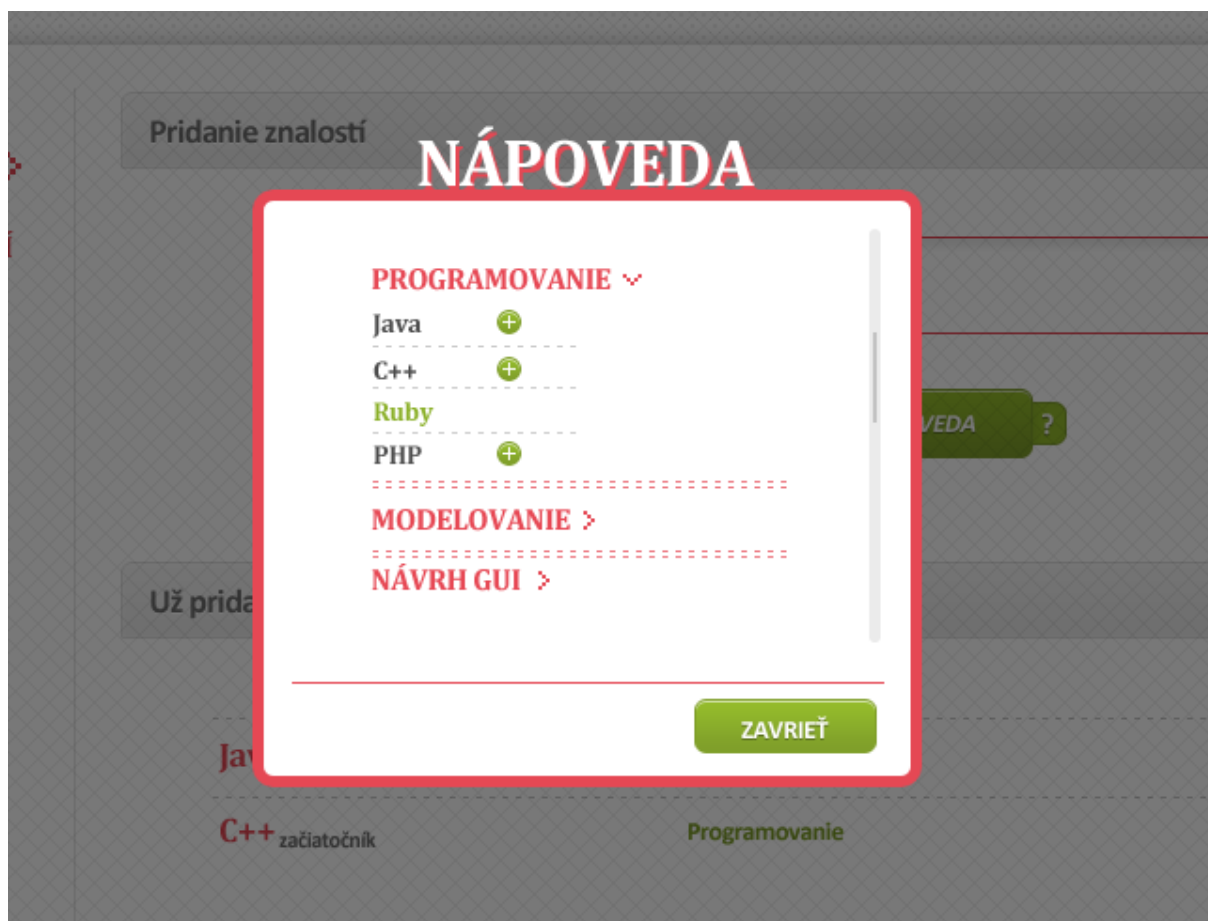 Pridanie znalostí
NÁPOVEDA
PROGRAMOVANIE
Java
C++
Ruby
PHP
VEDA ?
MODELOVANIE
NÁVRH GUI
Už prida
ZAVRIEŤ
Jav
C++ začiatočník Programovanie